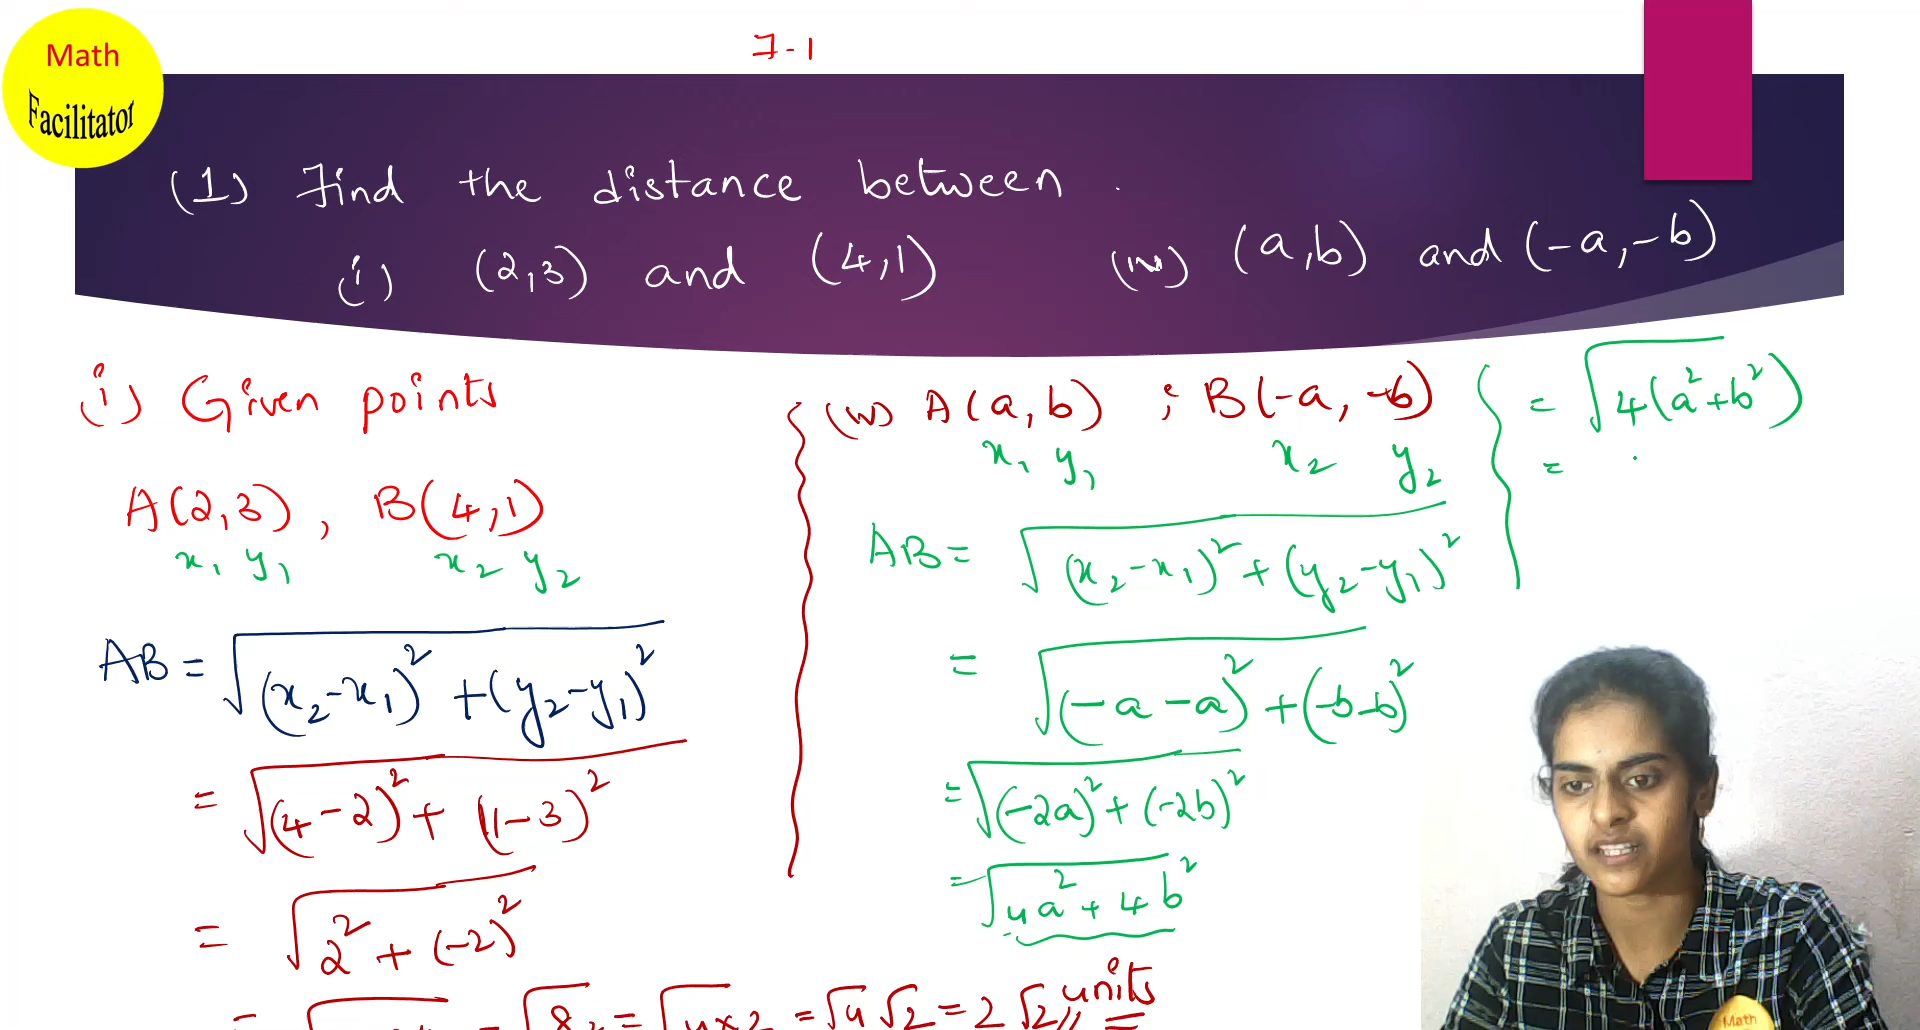 Math
Facilitator
7-1
(1) Find the distance between
(i) (2,3) and (4,1) (iv) (a,b) and (-a,-b)
(i) Given points
A(2,3), B(4,1)
x₁ y₁ x₂ y₂
AB = √(x₂-x₁)² + (y₂-y₁)²
= √(4-2)² + (1-3)²
= √2² + (-2)²
= √8 = √4×2 = √4 √2 = 2√2 units
(iv) A(a, b) ; B(-a, -b)
x₁ y₁ x₂ y₂
AB = √(x₂-x₁)² + (y₂-y₁)²
= √(-a-a)² + (-b-b)²
= √(-2a)² + (-2b)²
= √4a² + 4b²
= √4(a²+b²)
=
Math